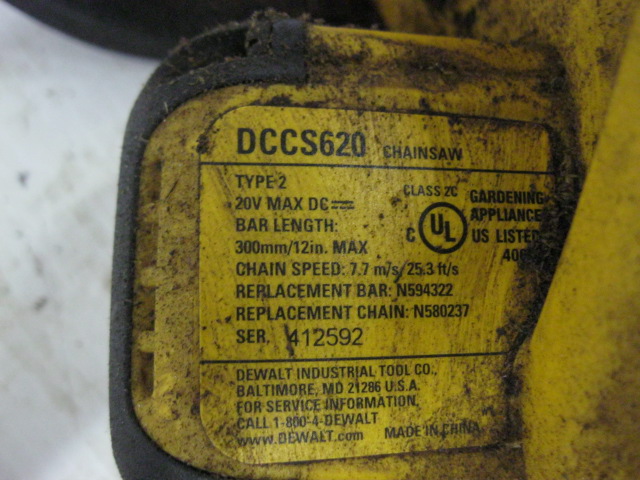 DCCS620 CHAINSAW
TYPE 2
20V MAX DC
BAR LENGTH:
300mm/12in. MAX
CHAIN SPEED: 7.7 m/s/25.3 ft/s
REPLACEMENT BAR: N594322
REPLACEMENT CHAIN: N580237
SER. 412592
CLASS 2C
C UL US LISTED
GARDENING
APPLIANCE
DEWALT INDUSTRIAL TOOL CO.,
BALTIMORE, MD 21286 U.S.A.
FOR SERVICE INFORMATION,
CALL 1-800-4-DEWALT
www.DEWALT.com MADE IN CHINA